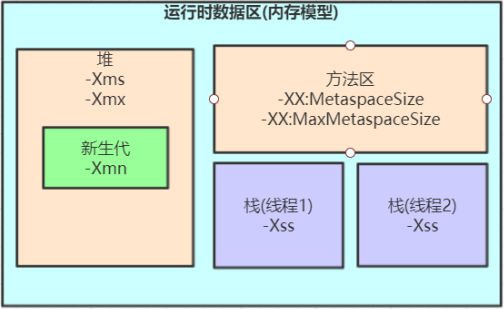 运行时数据区(内存模型)
堆
-Xms
-Xmx
新生代
-Xmn
方法区
-XX:MetaspaceSize
-XX:MaxMetaspaceSize
栈(线程1)
-Xss
栈(线程2)
-Xss